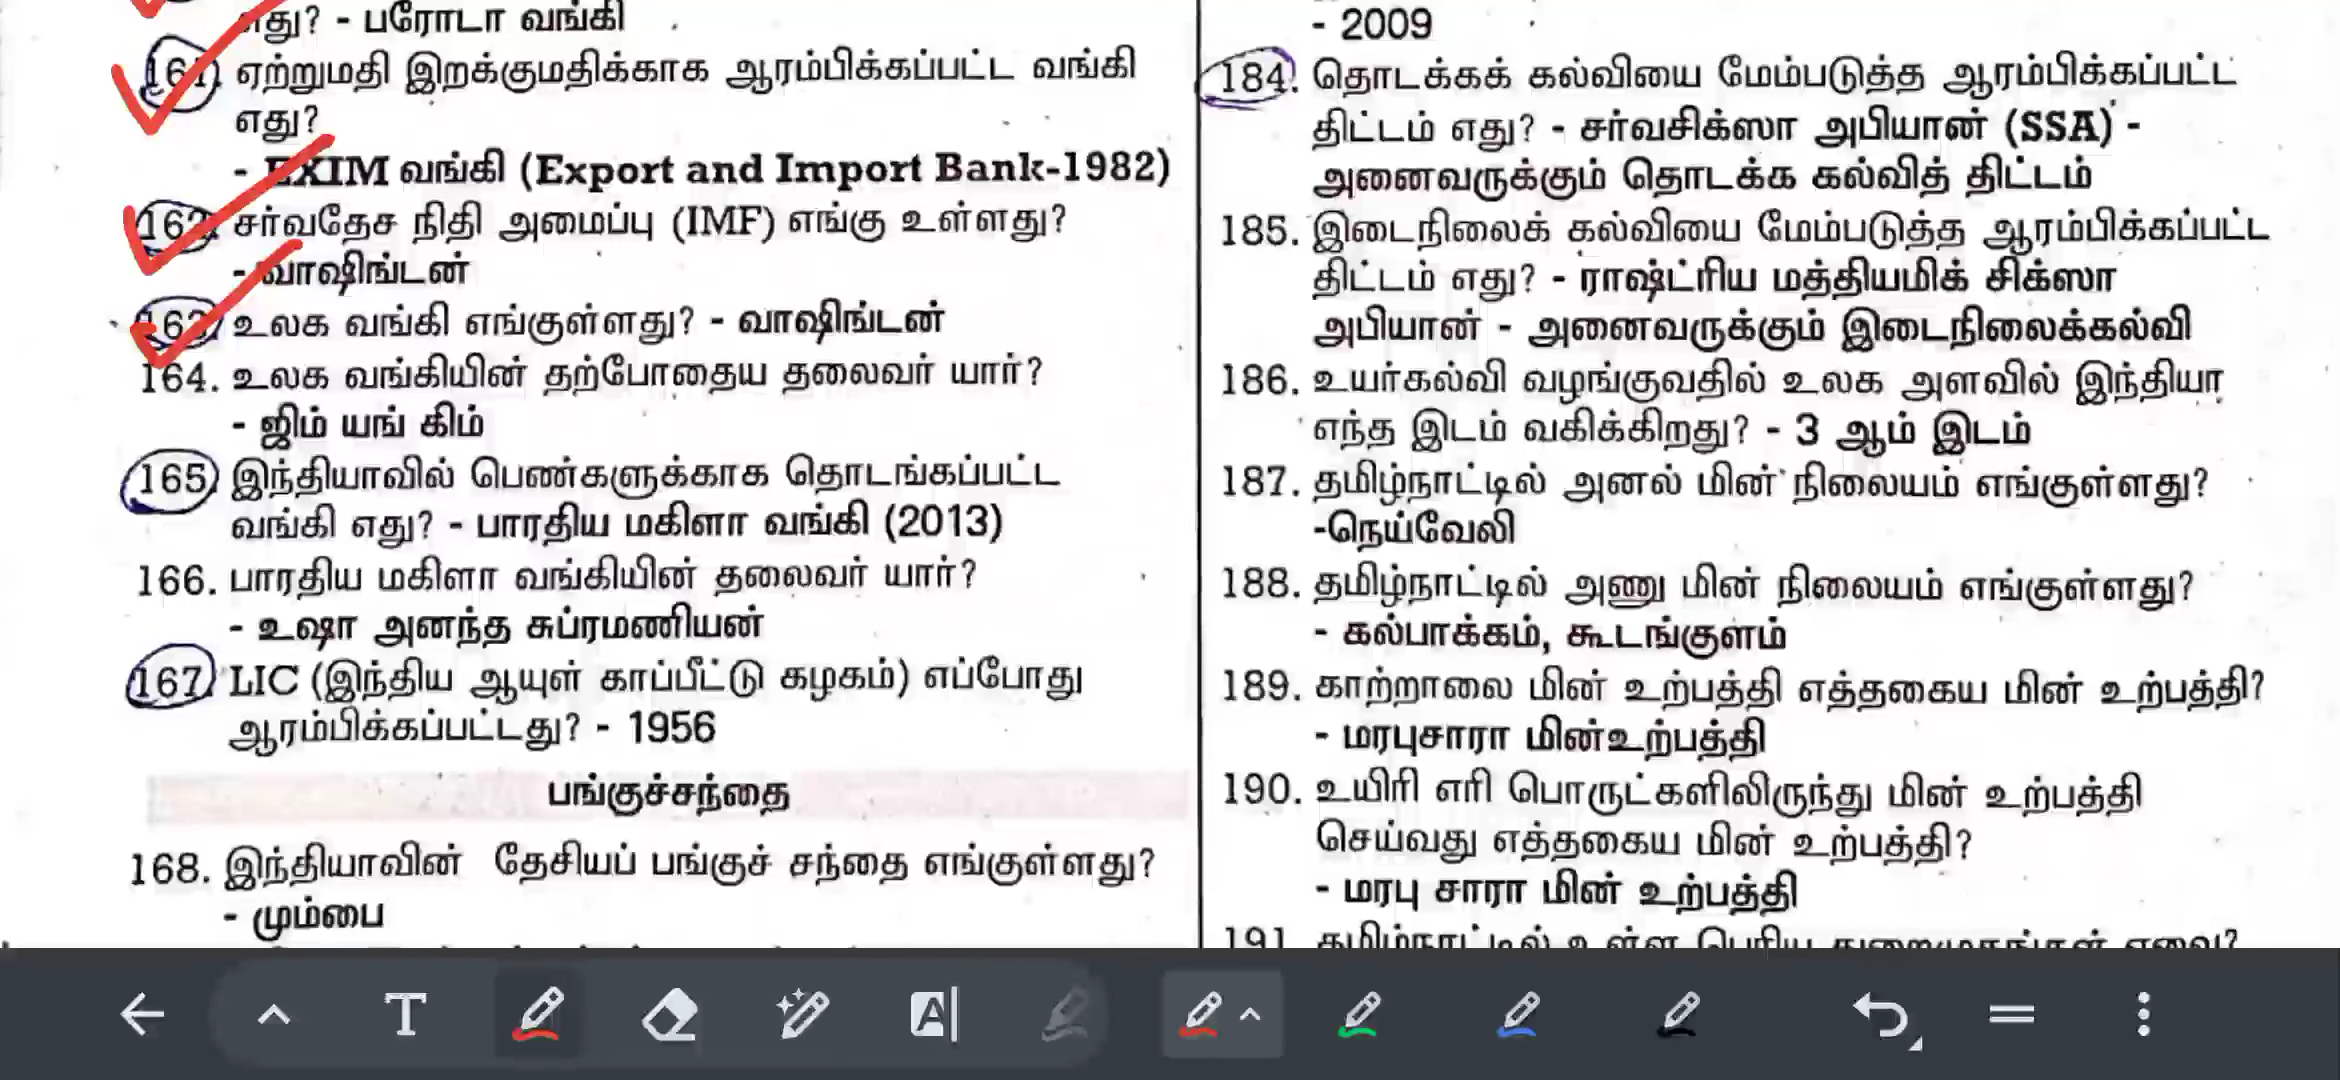 எது? - பரோடா வங்கி
161. ஏற்றுமதி இறக்குமதிக்காக ஆரம்பிக்கப்பட்ட வங்கி
எது?
- EXIM வங்கி (Export and Import Bank-1982)
162. சர்வதேச நிதி அமைப்பு (IMF) எங்கு உள்ளது?
- வாஷிங்டன்
163. உலக வங்கி எங்குள்ளது? - வாஷிங்டன்
164. உலக வங்கியின் தற்போதைய தலைவர் யார்?
- ஜிம் யங் கிம்
165. இந்தியாவில் பெண்களுக்காக தொடங்கப்பட்ட
வங்கி எது? - பாரதிய மகிளா வங்கி (2013)
166. பாரதிய மகிளா வங்கியின் தலைவர் யார்?
- உஷா அனந்த சுப்ரமணியன்
167. LIC (இந்திய ஆயுள் காப்பீட்டு கழகம்) எப்போது
ஆரம்பிக்கப்பட்டது? - 1956
பங்குச்சந்தை
168. இந்தியாவின் தேசியப் பங்குச் சந்தை எங்குள்ளது?
- மும்பை
- 2009
184. தொடக்கக் கல்வியை மேம்படுத்த ஆரம்பிக்கப்பட்ட
திட்டம் எது? - சர்வசிக்ஸா அபியான் (SSA) -
அனைவருக்கும் தொடக்க கல்வித் திட்டம்
185. இடைநிலைக் கல்வியை மேம்படுத்த ஆரம்பிக்கப்பட்ட
திட்டம் எது? - ராஷ்ட்ரிய மத்தியமிக் சிக்ஸா
அபியான் - அனைவருக்கும் இடைநிலைக்கல்வி
186. உயர்கல்வி வழங்குவதில் உலக அளவில் இந்தியா
எந்த இடம் வகிக்கிறது? - 3 ஆம் இடம்
187. தமிழ்நாட்டில் அனல் மின் நிலையம் எங்குள்ளது?
-நெய்வேலி
188. தமிழ்நாட்டில் அணு மின் நிலையம் எங்குள்ளது?
- கல்பாக்கம், கூடங்குளம்
189. காற்றாலை மின் உற்பத்தி எத்தகைய மின் உற்பத்தி?
- மரபுசாரா மின்உற்பத்தி
190. உயிரி எரி பொருட்களிலிருந்து மின் உற்பத்தி
செய்வது எத்தகைய மின் உற்பத்தி?
- மரபு சாரா மின் உற்பத்தி
191. தமிழ்நாட்டில் உள்ள பெரிய துறைமுகங்கள் எவை?
T
A